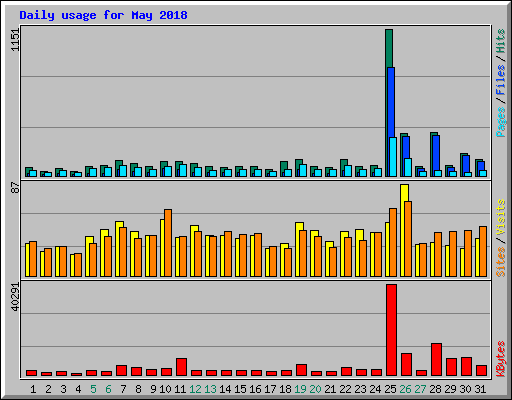 Daily usage for May 2018
1151
Pages / Files / Hits
87
Sites / Visits
40291
KBytes
1 2 3 4 5 6 7 8 9 10 11 12 13 14 15 16 17 18 19 20 21 22 23 24 25 26 27 28 29 30 31